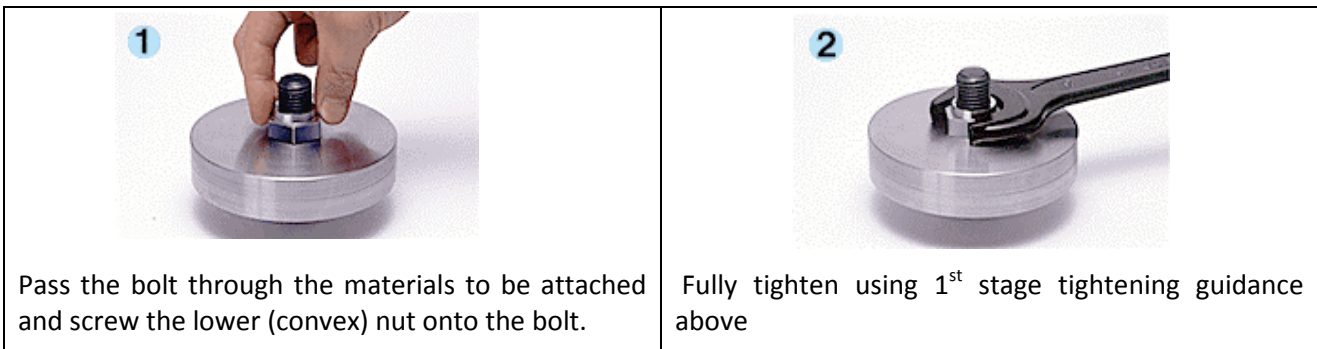 1
Pass the bolt through the materials to be attached
and screw the lower (convex) nut onto the bolt.
2
Fully tighten using 1st stage tightening guidance
above